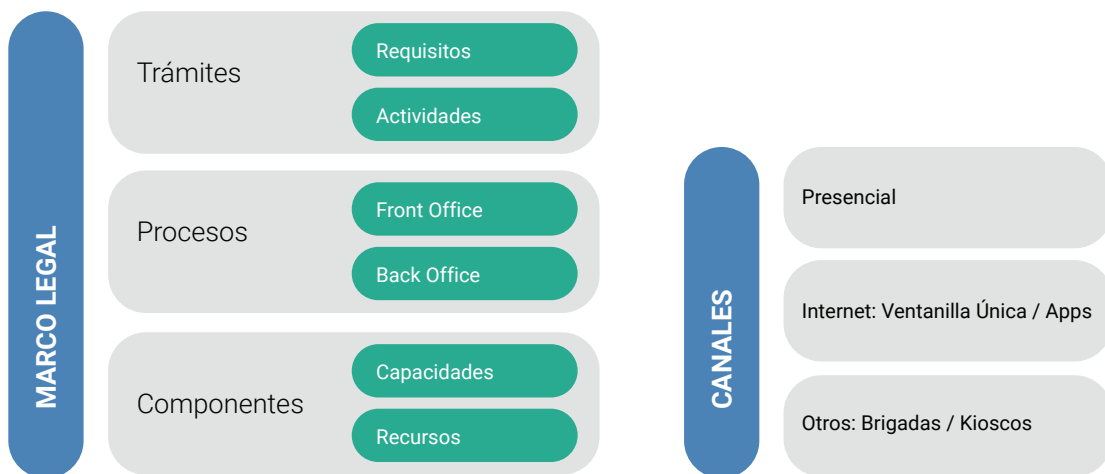 MARCO LEGAL
Trámites
Requisitos
Actividades
Procesos
Front Office
Back Office
Componentes
Capacidades
Recursos
CANALES
Presencial
Internet: Ventanilla Única / Apps
Otros: Brigadas / Kioscos